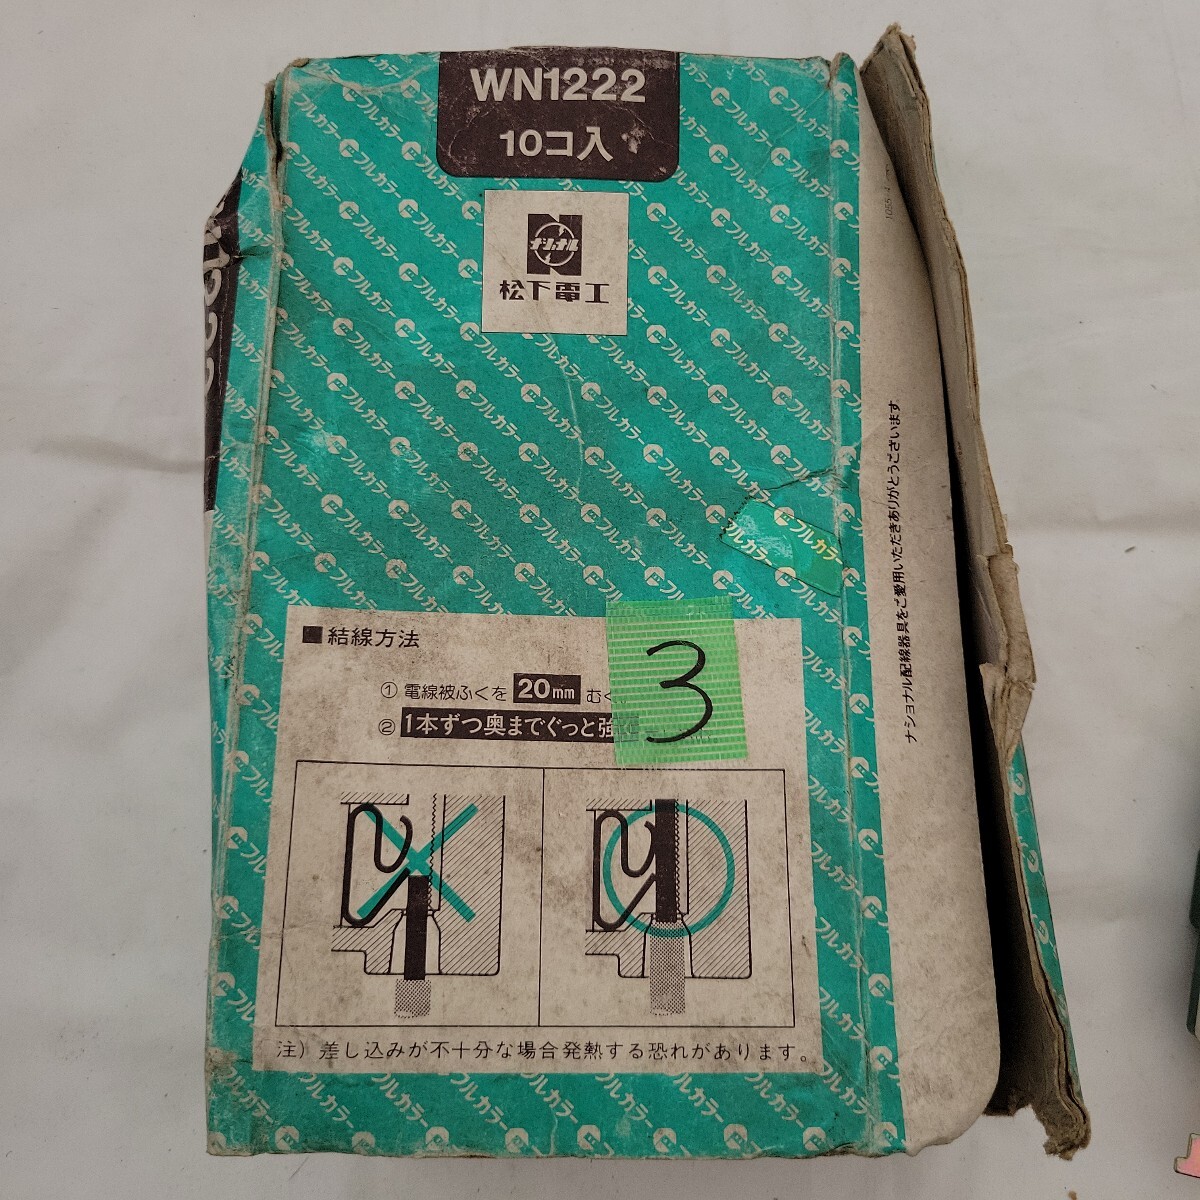 WN1222
10コ入
ナショナル
松下電工
フルカラー
■結線方法
① 電線被ふくを 20mm むく
② 1本ずつ奥までぐっと強
3
注) 差し込みが不十分な場合発熱する恐れがあります。
ナショナル配線器具をご愛用いただきありがとうございます